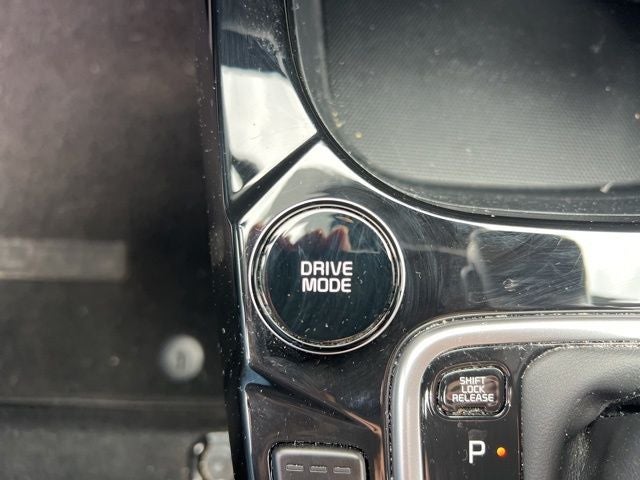 DRIVE
MODE
SHIFT
LOCK
RELEASE
P